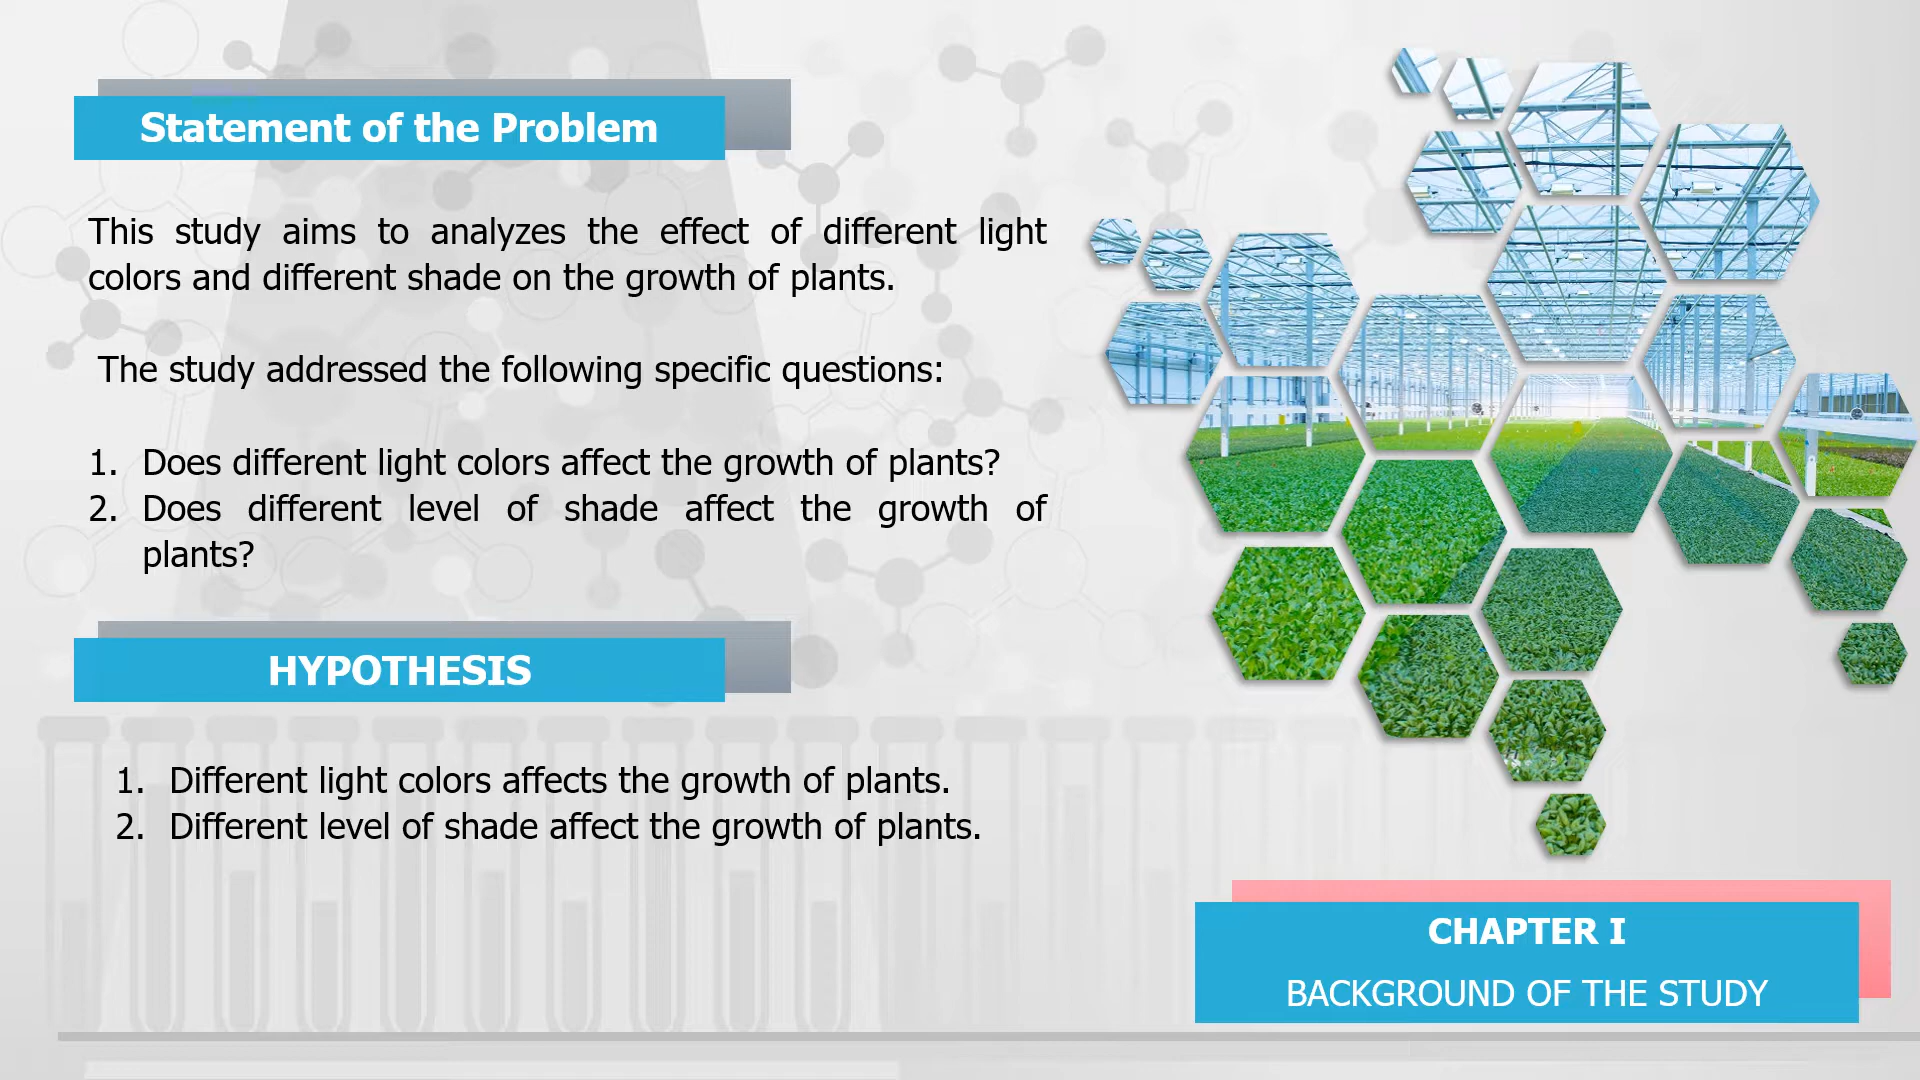 Statement of the Problem
This study aims to analyzes the effect of different light
colors and different shade on the growth of plants.
The study addressed the following specific questions:
1. Does different light colors affect the growth of plants?
2. Does different level of shade affect the growth of
plants?
HYPOTHESIS
1. Different light colors affects the growth of plants.
2. Different level of shade affect the growth of plants.
CHAPTER I
BACKGROUND OF THE STUDY